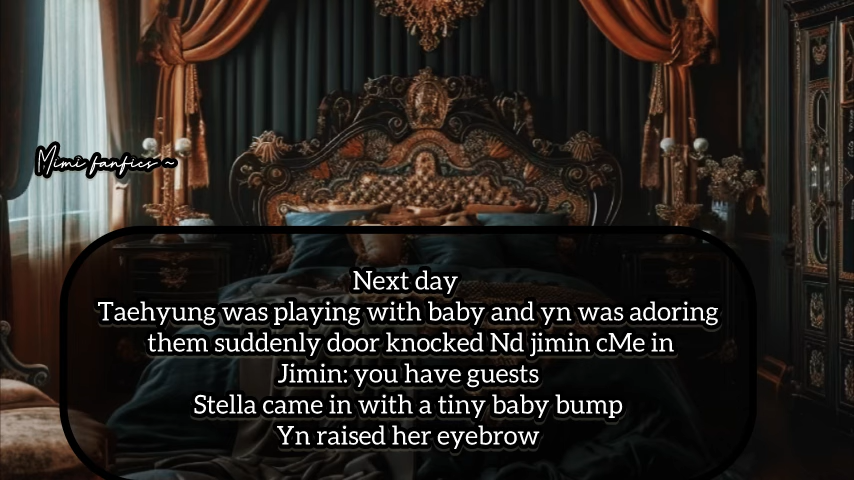 Mimi fanfics ~
Next day
Taehyung was playing with baby and yn was adoring
them suddenly door knocked Nd jimin cMe in
Jimin: you have guests
Stella came in with a tiny baby bump
Yn raised her eyebrow